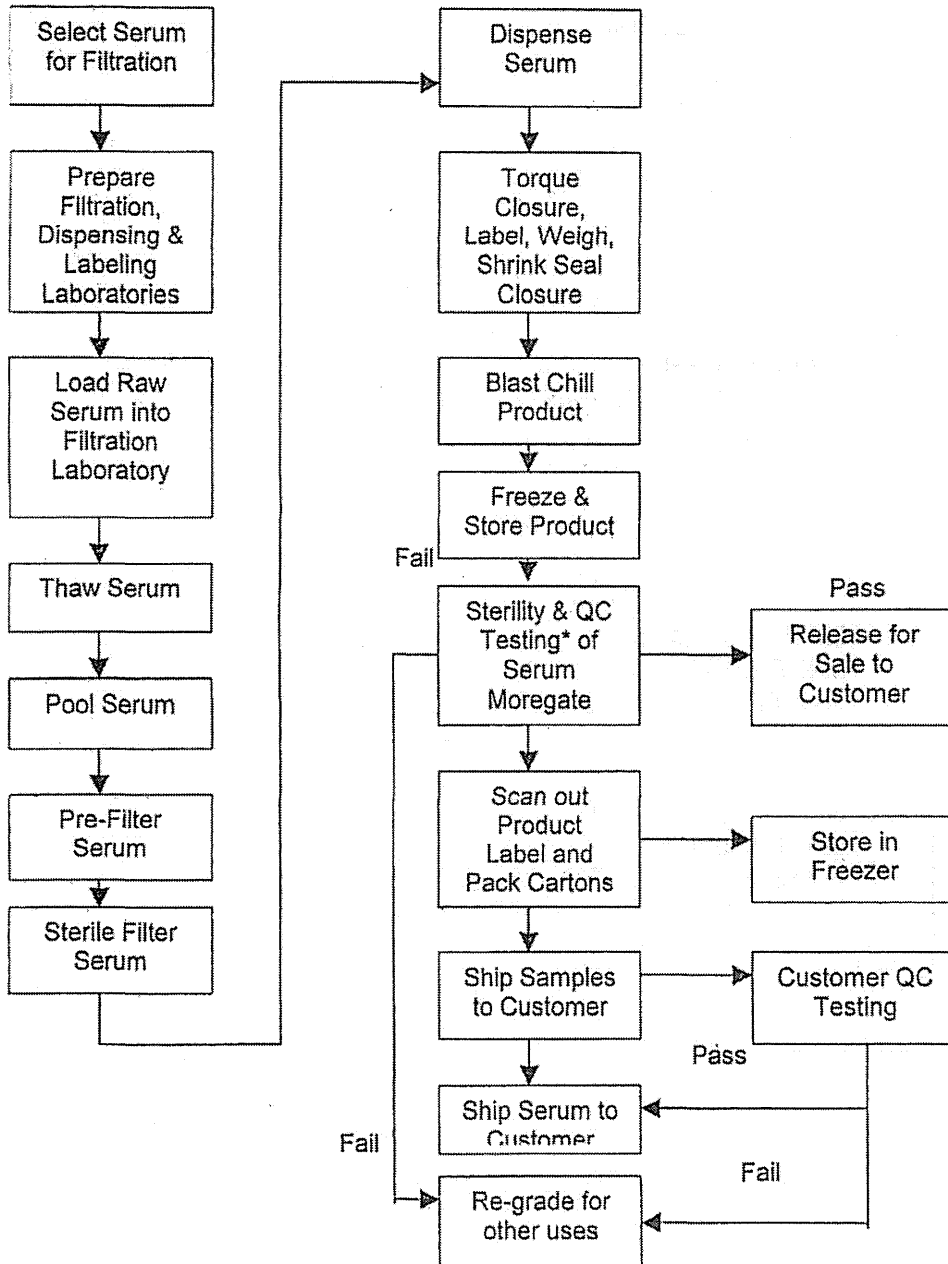 Select Serum
for Filtration
Prepare
Filtration,
Dispensing &
Labeling
Laboratories
Load Raw
Serum into
Filtration
Laboratory
Thaw Serum
Pool Serum
Pre-Filter
Serum
Sterile Filter
Serum
Dispense
Serum
Torque
Closure,
Label, Weigh,
Shrink Seal
Closure
Blast Chill
Product
Freeze &
Store Product
Fail
Sterility & QC
Testing* of
Serum
Moregate
Pass
Release for
Sale to
Customer
Scan out
Product
Label and
Pack Cartons
Store in
Freezer
Ship Samples
to Customer
Customer QC
Testing
Pass
Ship Serum to
Customer
Fail
Fail
Re-grade for
other uses